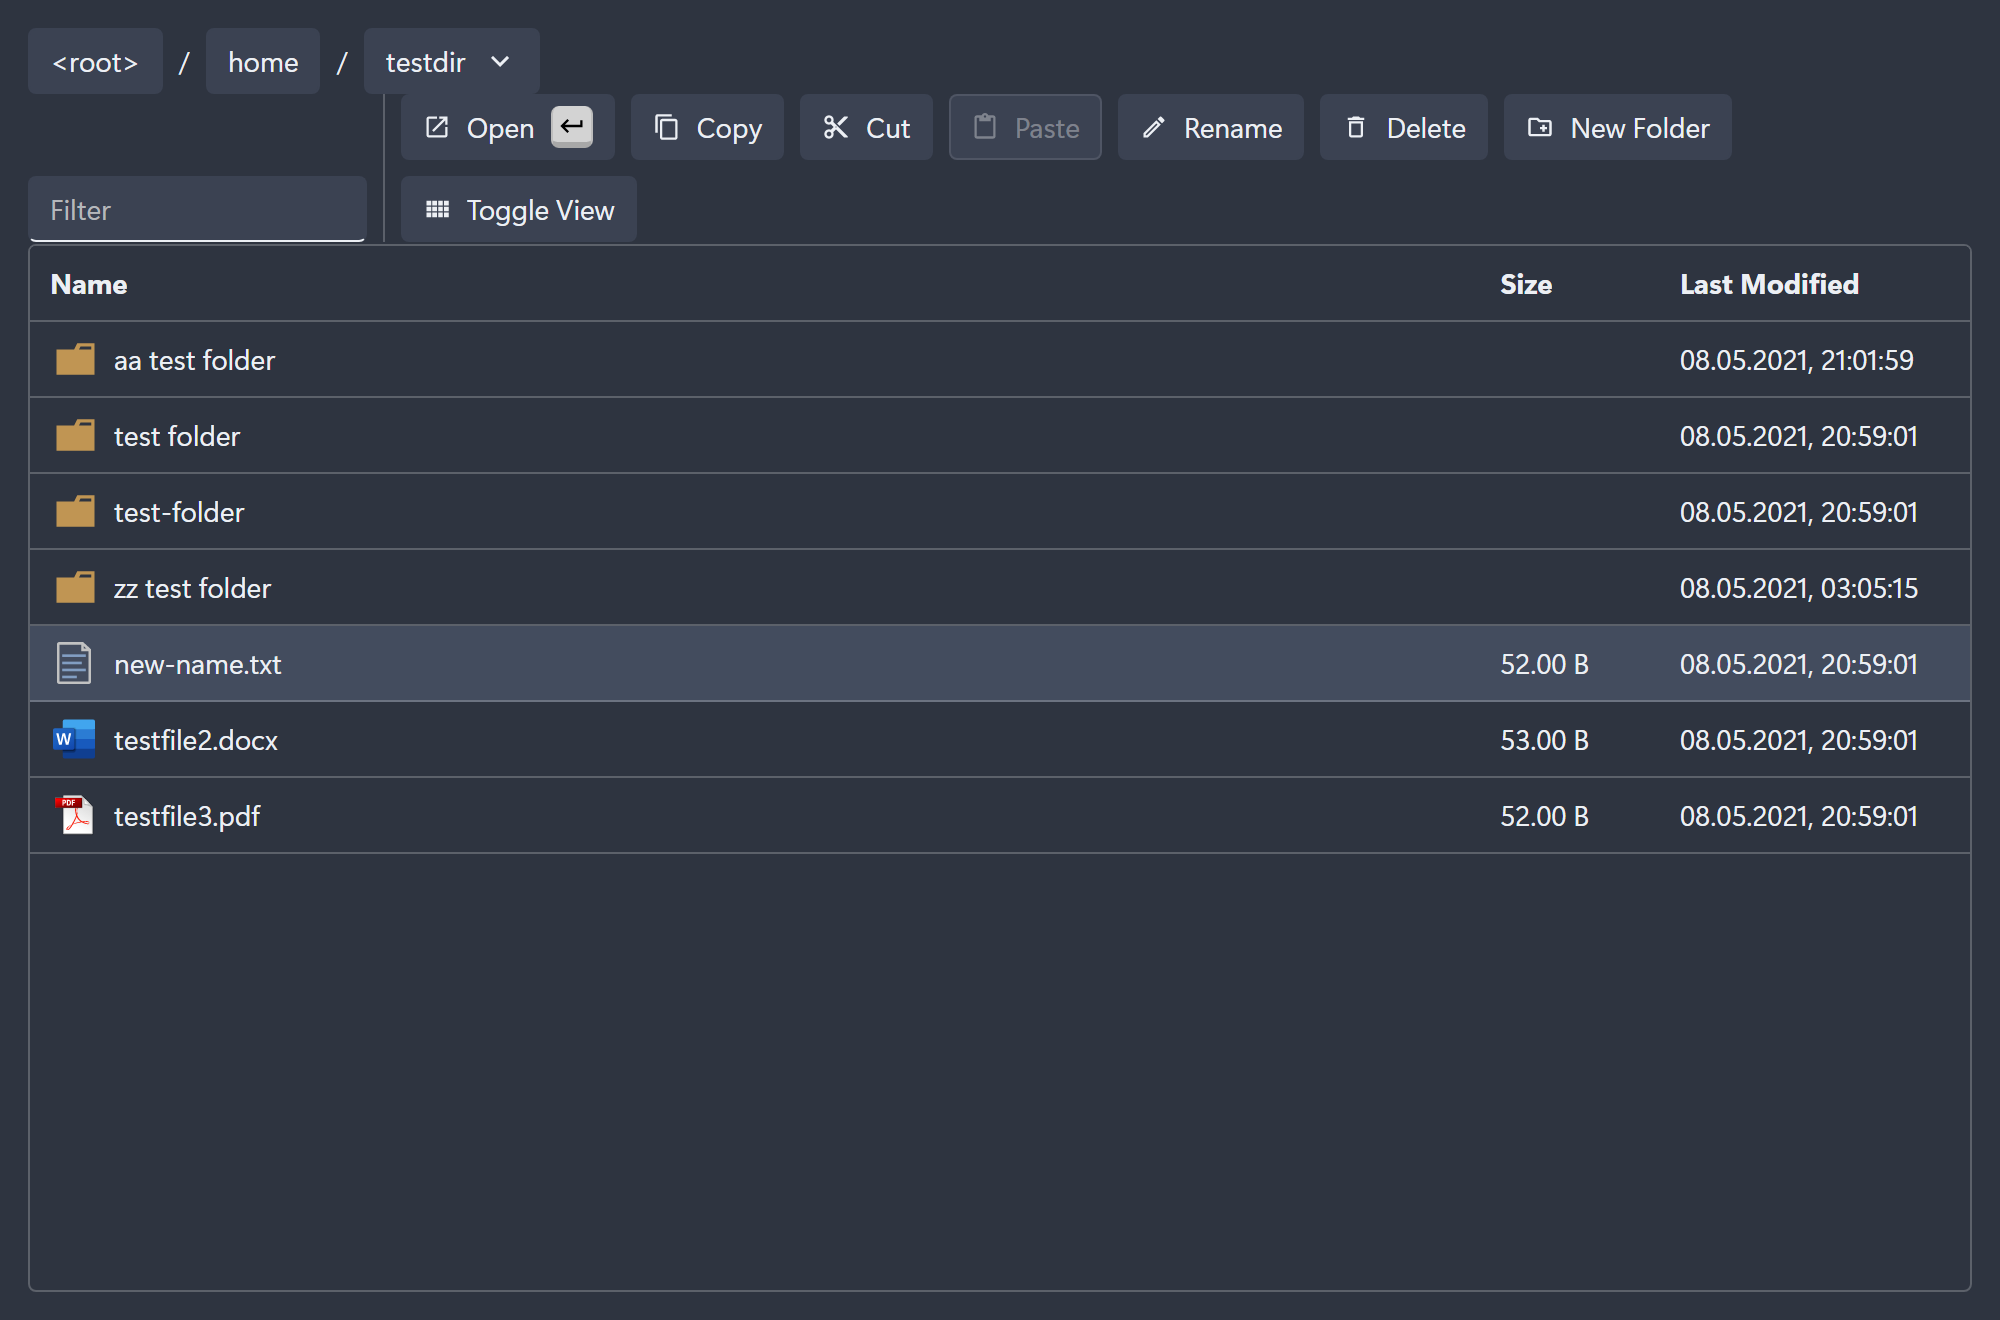 <root> / home / testdir
Open Copy Cut Paste Rename Delete New Folder
Filter Toggle View
Name Size Last Modified
aa test folder 08.05.2021, 21:01:59
test folder 08.05.2021, 20:59:01
test-folder 08.05.2021, 20:59:01
zz test folder 08.05.2021, 03:05:15
new-name.txt 52.00 B 08.05.2021, 20:59:01
W testfile2.docx 53.00 B 08.05.2021, 20:59:01
PDF testfile3.pdf 52.00 B 08.05.2021, 20:59:01